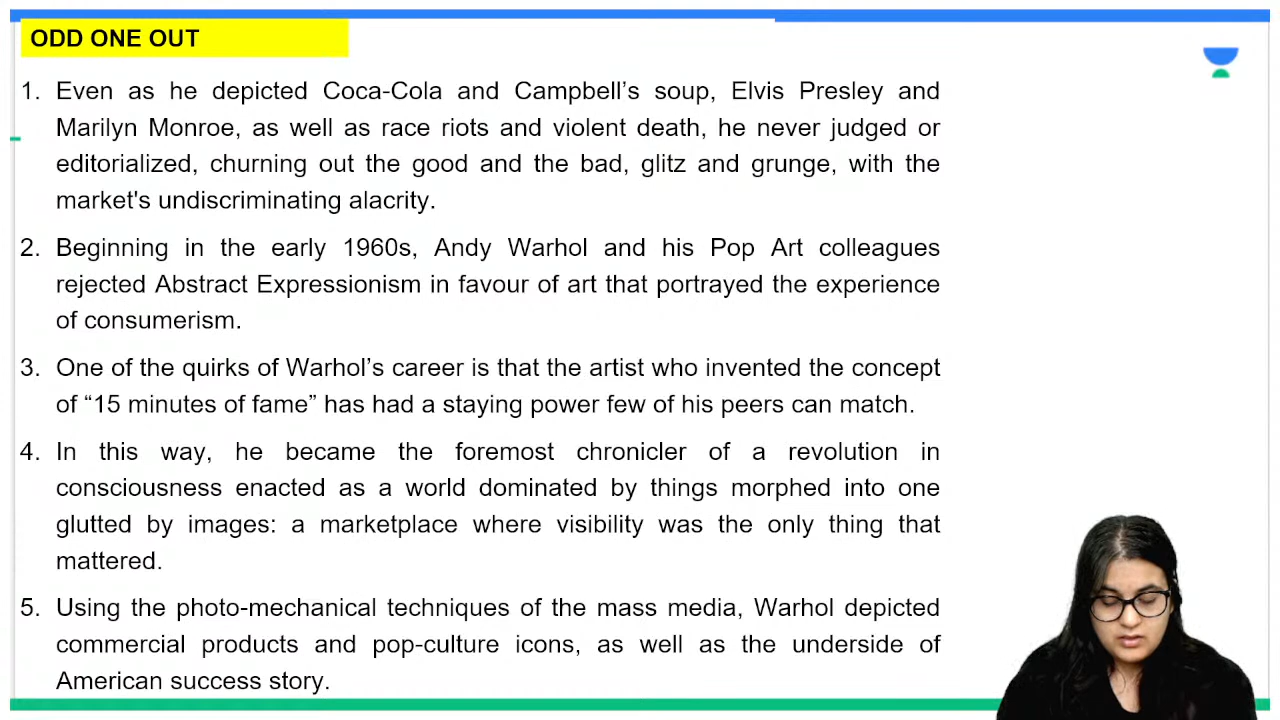 ODD ONE OUT
1. Even as he depicted Coca-Cola and Campbell’s soup, Elvis Presley and
Marilyn Monroe, as well as race riots and violent death, he never judged or
editorialized, churning out the good and the bad, glitz and grunge, with the
market's undiscriminating alacrity.
2. Beginning in the early 1960s, Andy Warhol and his Pop Art colleagues
rejected Abstract Expressionism in favour of art that portrayed the experience
of consumerism.
3. One of the quirks of Warhol’s career is that the artist who invented the concept
of “15 minutes of fame” has had a staying power few of his peers can match.
4. In this way, he became the foremost chronicler of a revolution in
consciousness enacted as a world dominated by things morphed into one
glutted by images: a marketplace where visibility was the only thing that
mattered.
5. Using the photo-mechanical techniques of the mass media, Warhol depicted
commercial products and pop-culture icons, as well as the underside of
American success story.